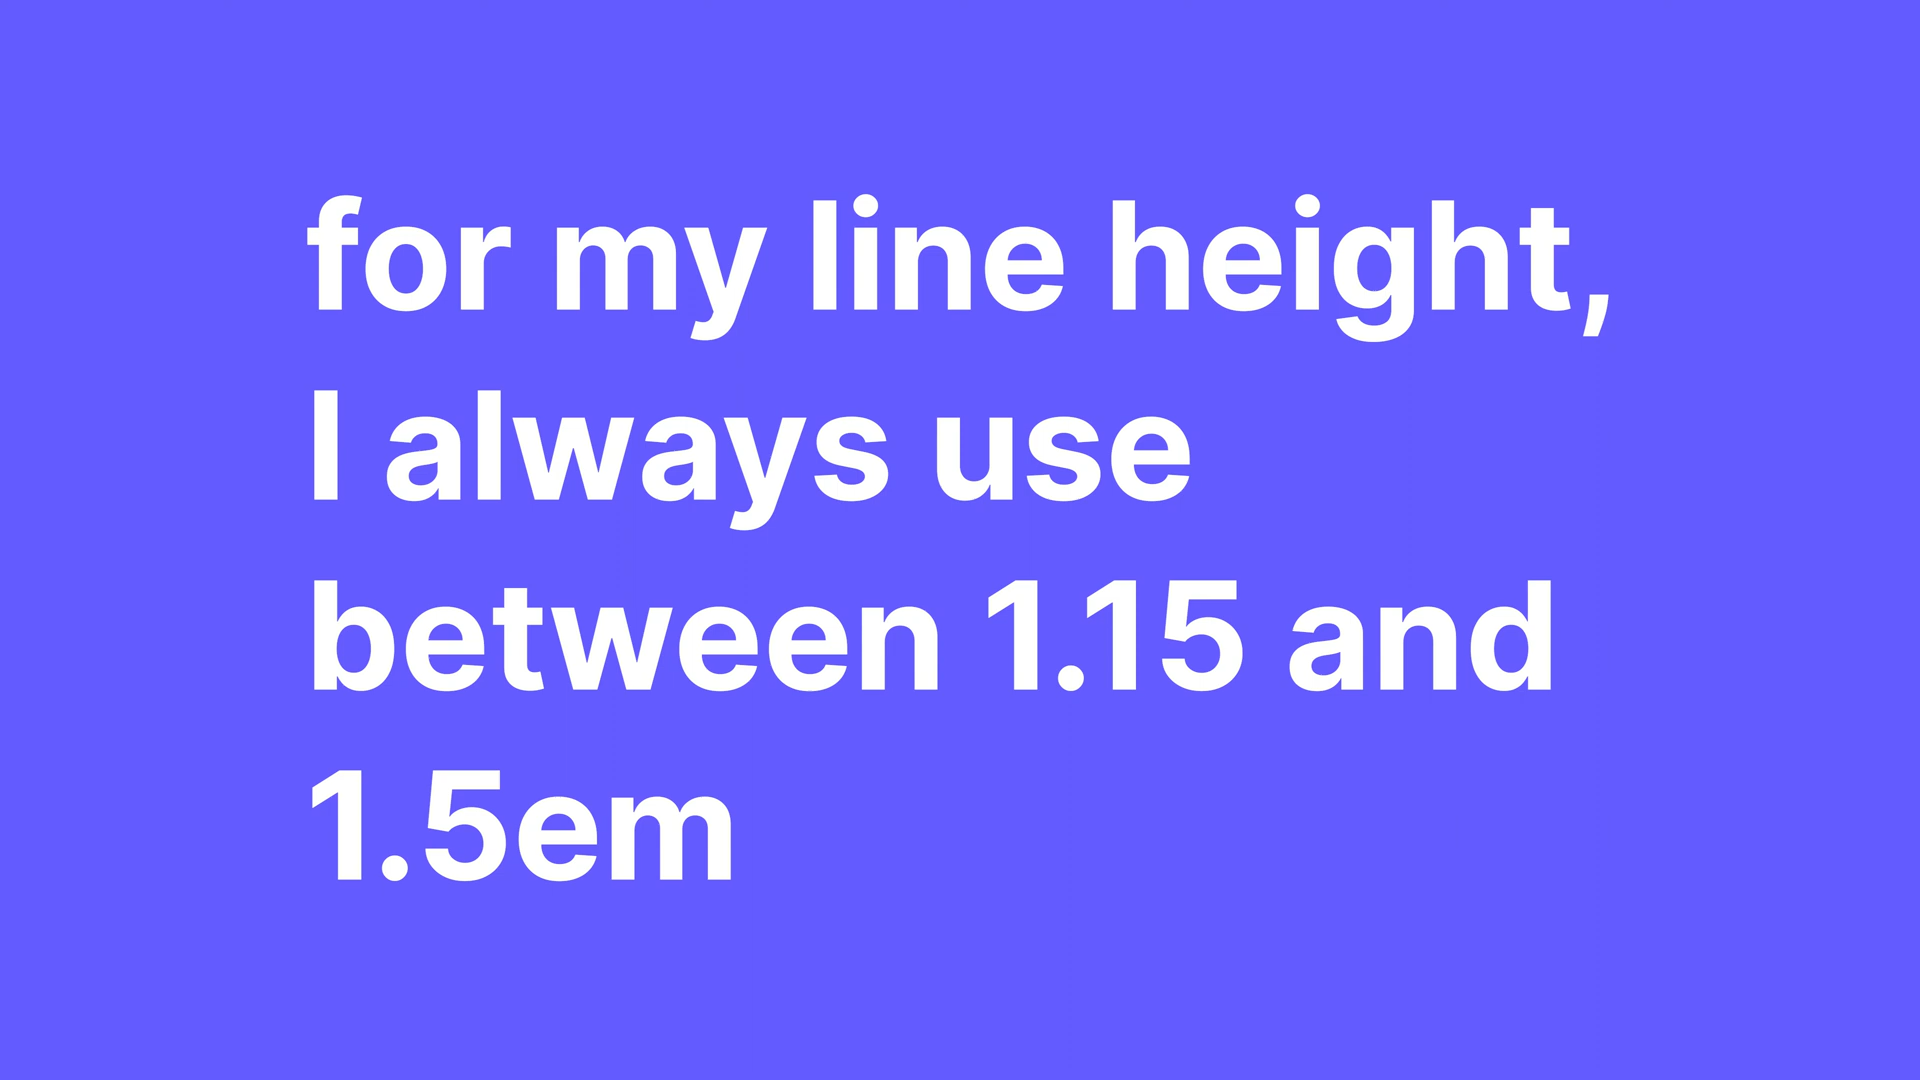 for my line height,
I always use
between 1.15 and
1.5em